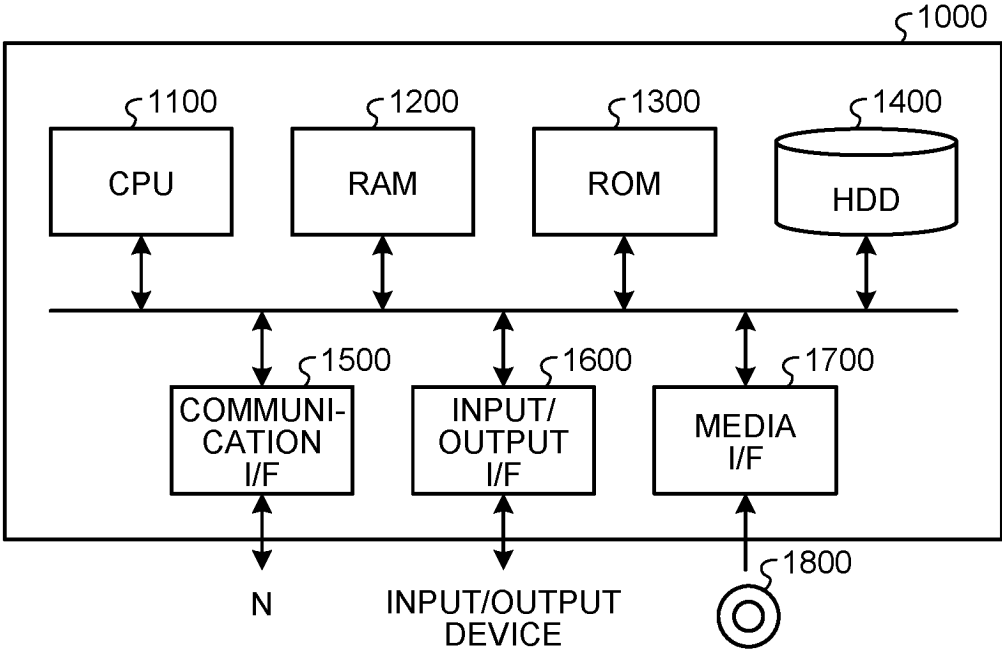 1000
1100
1200
1300
1400
CPU
RAM
ROM
HDD
1500
1600
1700
COMMUNI-
CATION
I/F
INPUT/
OUTPUT
I/F
MEDIA
I/F
1800
N
INPUT/OUTPUT
DEVICE